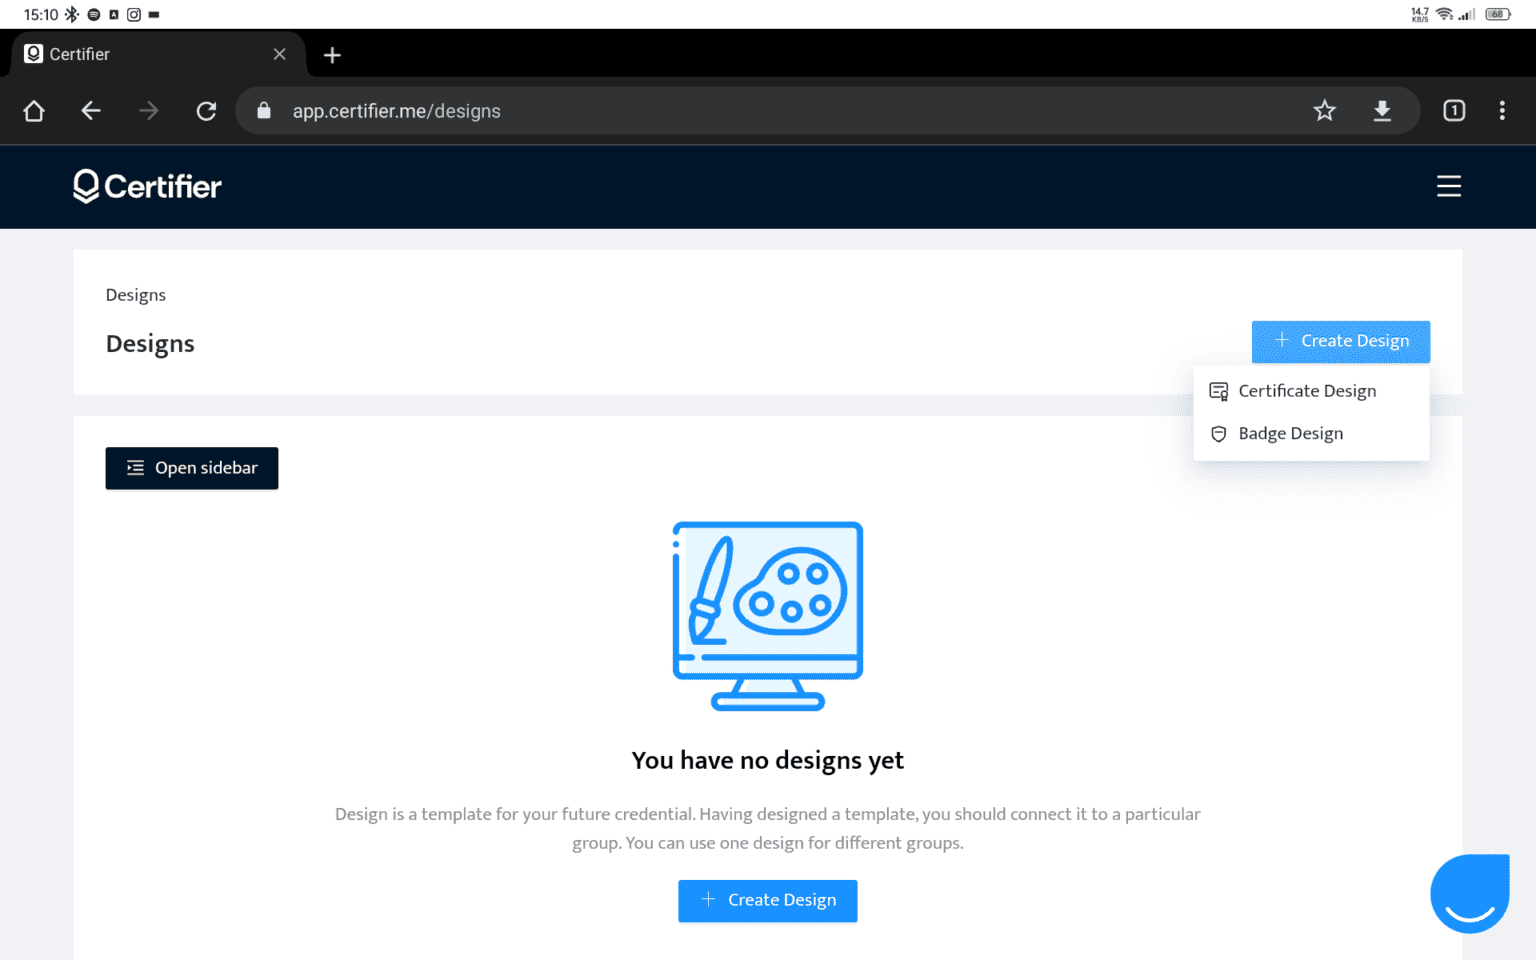 15:10
14.7
KB/S
68
Certifier
app.certifier.me/designs
1
Certifier
Designs
Designs
Create Design
Certificate Design
Badge Design
Open sidebar
You have no designs yet
Design is a template for your future credential. Having designed a template, you should connect it to a particular
group. You can use one design for different groups.
Create Design